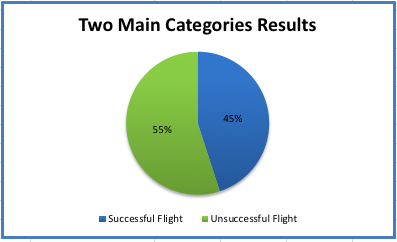 Two Main Categories Results
45%
55%
Successful Flight
Unsuccessful Flight